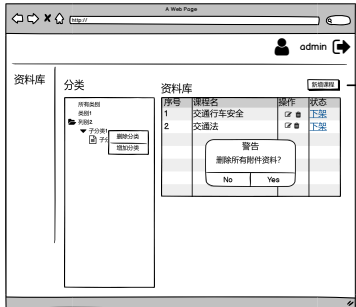 A Web Page
http://
admin
资料库
分类
资料库
新增课程
所有类别
类别1
列别2
子分类1
子分
删除分类
增加分类
序号 课程名 操作 状态
1 交通行车安全 下架
2 交通法 下架
警告
删除所有附件资料?
No Yes